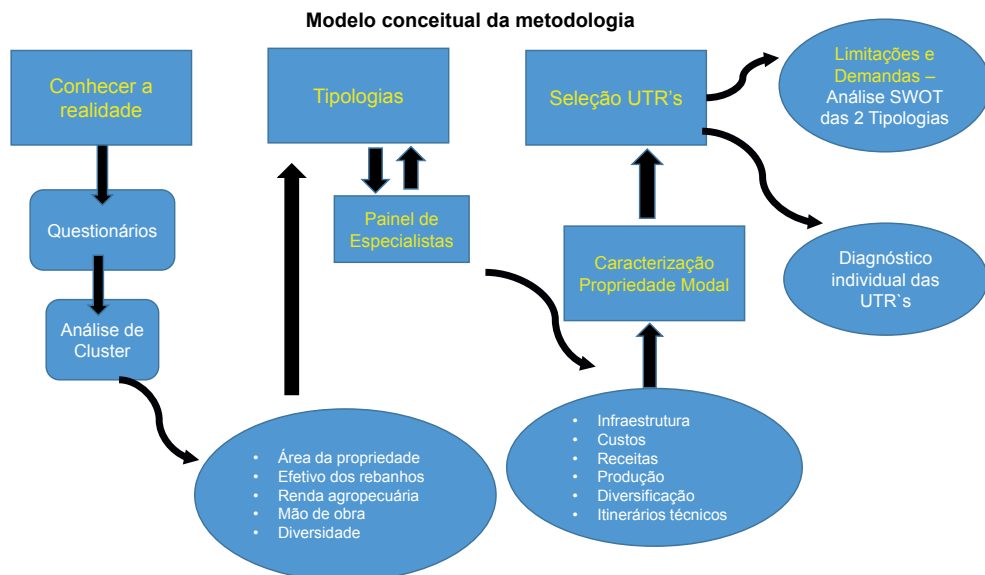 Modelo conceitual da metodologia
Conhecer a
realidade
Questionários
Análise de
Cluster
• Área da propriedade
• Efetivo dos rebanhos
• Renda agropecuária
• Mão de obra
• Diversidade
Tipologias
Painel de
Especialistas
• Infraestrutura
• Custos
• Receitas
• Produção
• Diversificação
• Itinerários técnicos
Caracterização
Propriedade Modal
Seleção UTR's
Limitações e
Demandas –
Análise SWOT
das 2 Tipologias
Diagnóstico
individual das
UTR`s